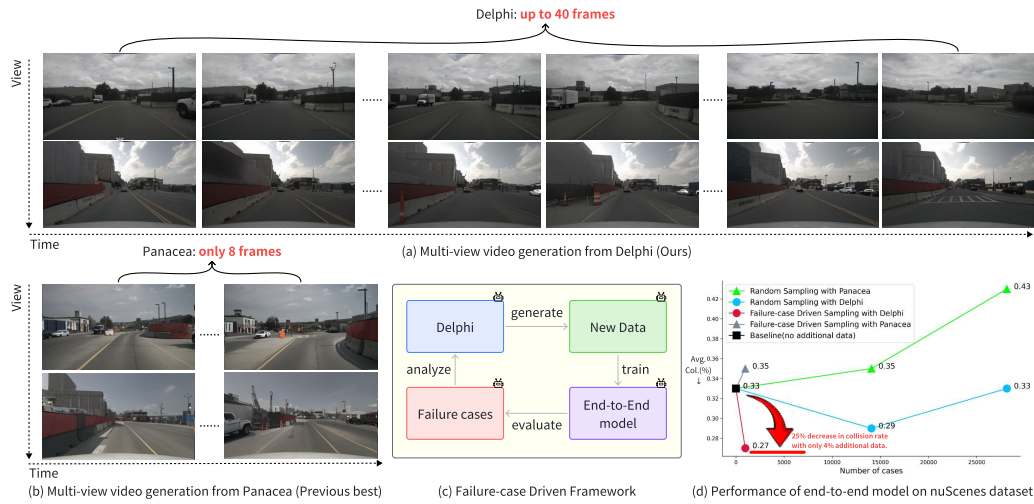 Delphi: up to 40 frames
View
......
......
......
......
Time
(a) Multi-view video generation from Delphi (Ours)
Panacea: only 8 frames
View
......
......
Time
(b) Multi-view video generation from Panacea (Previous best)
Delphi
generate
New Data
analyze
train
Failure cases
evaluate
End-to-End
model
(c) Failure-case Driven Framework
Random Sampling with Panacea
Random Sampling with Delphi
Failure-case Driven Sampling with Delphi
Failure-case Driven Sampling with Panacea
Baseline(no additional data)
Avg.
Col.(%)
↓
0.42
0.40
0.38
0.36
0.34
0.32
0.30
0.28
0.43
0.35
0.35
0.33
0.33
0.29
0.27
25% decrease in collision rate
with only 4% additional data.
0
5000
10000
15000
20000
25000
Number of cases
(d) Performance of end-to-end model on nuScenes dataset